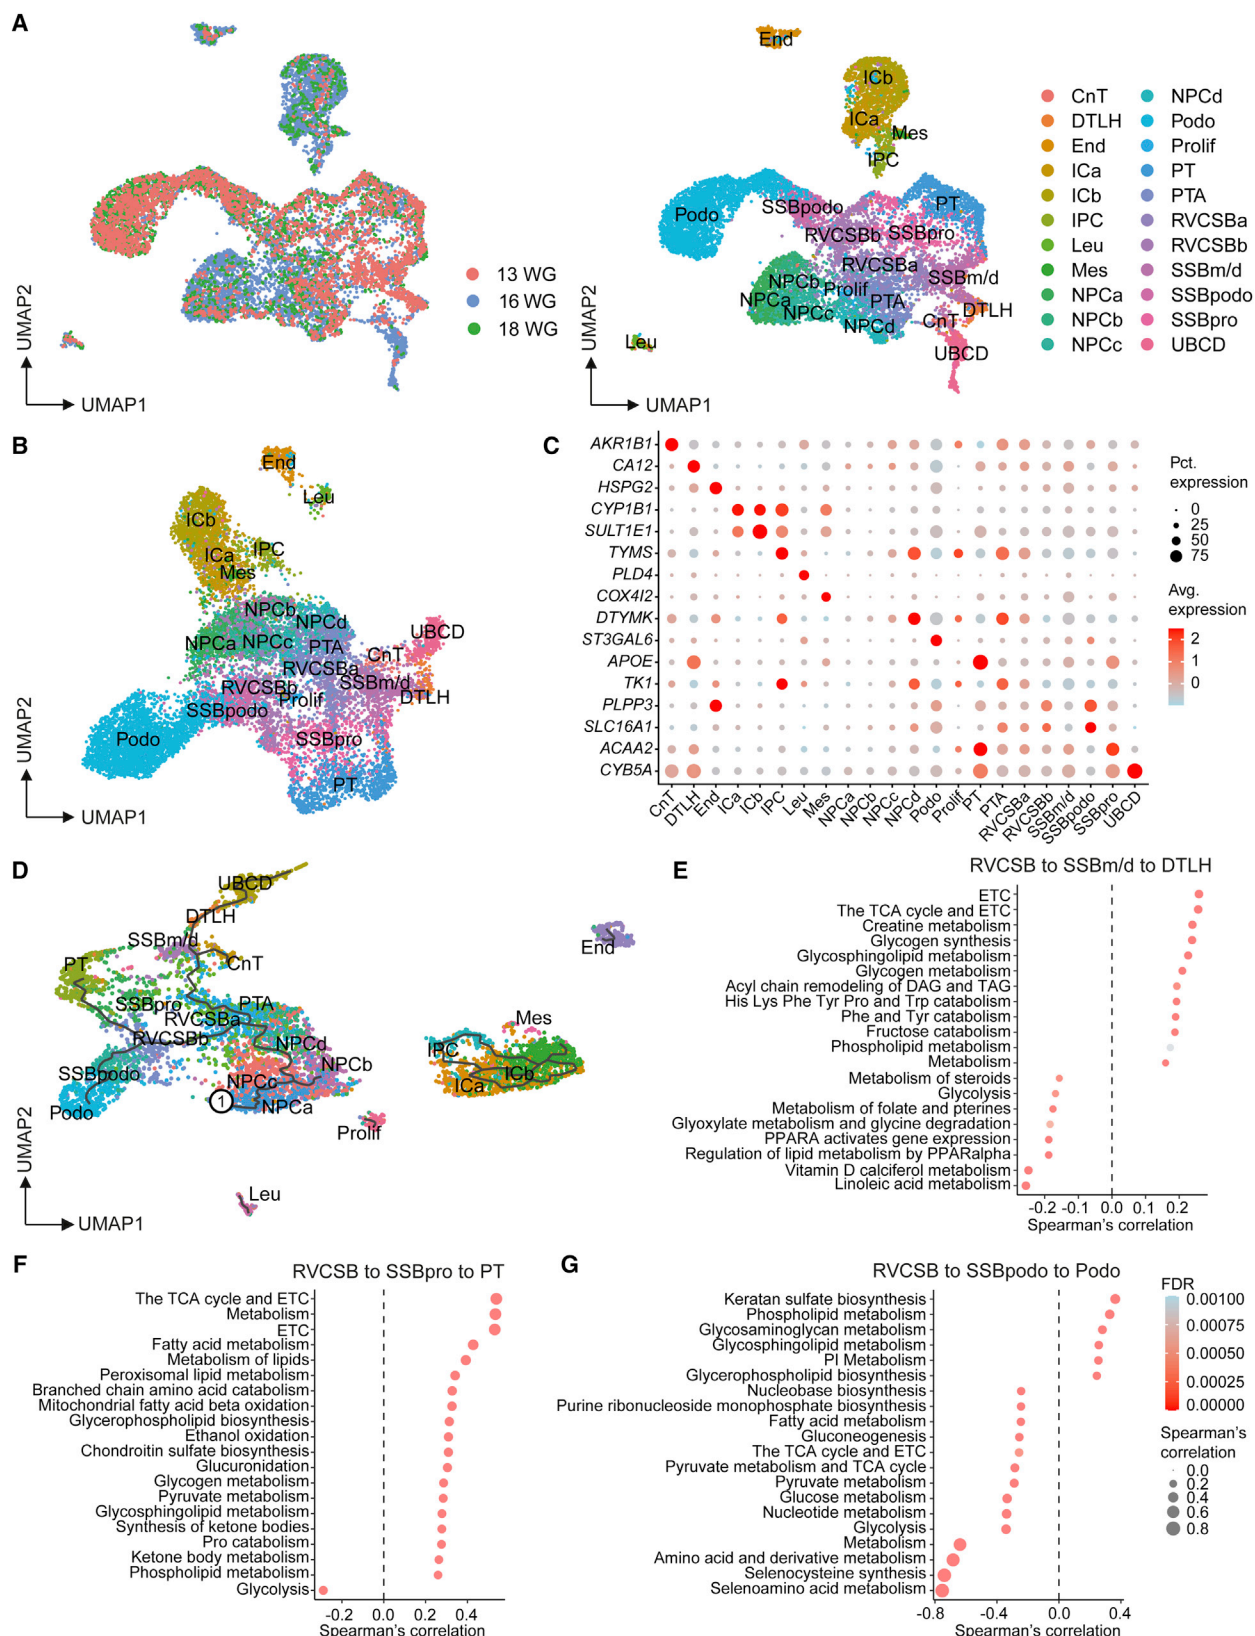 A
End
ICb
ICa
Mes
IPC
Podo
SSBpodo
PT
RVCSBb
SSBpro
RVCSBa
SSBm/d
NPCb
Prolif
NPCa
PTA
NPCc
NPCd
CnT
DTLH
UBCD
Leu
13 WG
16 WG
18 WG
UMAP2
UMAP1
UMAP2
UMAP1
CnT
DTLH
End
ICa
ICb
IPC
Leu
Mes
NPCa
NPCb
NPCc
NPCd
Podo
Prolif
PT
PTA
RVCSBa
RVCSBb
SSBm/d
SSBpodo
SSBpro
UBCD
B
End
Leu
ICb
ICa
IPC
Mes
NPCb
NPCd
NPCa
NPCc
PTA
UBCD
CnT
RVCSBa
SSBm/d
RVCSBb
Prolif
DTLH
SSBpodo
Podo
SSBpro
PT
UMAP2
UMAP1
C
AKR1B1
CA12
HSPG2
CYP1B1
SULT1E1
TYMS
PLD4
COX4I2
DTYMK
ST3GAL6
APOE
TK1
PLPP3
SLC16A1
ACAA2
CYB5A
CnT
DTLH
End
ICa
ICb
IPC
Leu
Mes
NPCa
NPCb
NPCc
NPCd
Podo
Prolif
PT
PTA
RVCSBa
RVCSBb
SSBm/d
SSBpodo
SSBpro
UBCD
Pct.
expression
0
25
50
75
Avg.
expression
2
1
0
D
UBCD
DTLH
SSBm/d
CnT
PT
SSBpro
PTA
RVCSBa
RVCSBb
NPCd
NPCb
SSBpodo
NPCc
1
NPCa
Podo
Prolif
Leu
End
Mes
IPC
ICa
ICb
UMAP2
UMAP1
E
RVCSB to SSBm/d to DTLH
ETC
The TCA cycle and ETC
Creatine metabolism
Glycogen synthesis
Glycosphingolipid metabolism
Glycogen metabolism
Acyl chain remodeling of DAG and TAG
His Lys Phe Tyr Pro and Trp catabolism
Phe and Tyr catabolism
Fructose catabolism
Phospholipid metabolism
Metabolism
Metabolism of steroids
Glycolysis
Metabolism of folate and pterines
Glyoxylate metabolism and glycine degradation
PPARA activates gene expression
Regulation of lipid metabolism by PPARalpha
Vitamin D calciferol metabolism
Linoleic acid metabolism
-0.2 -0.1 0.0 0.1 0.2
Spearman's correlation
F
RVCSB to SSBpro to PT
The TCA cycle and ETC
Metabolism
ETC
Fatty acid metabolism
Metabolism of lipids
Peroxisomal lipid metabolism
Branched chain amino acid catabolism
Mitochondrial fatty acid beta oxidation
Glycerophospholipid biosynthesis
Ethanol oxidation
Chondroitin sulfate biosynthesis
Glucuronidation
Glycogen metabolism
Pyruvate metabolism
Glycosphingolipid metabolism
Synthesis of ketone bodies
Pro catabolism
Ketone body metabolism
Phospholipid metabolism
Glycolysis
-0.2 0.0 0.2 0.4
Spearman's correlation
G
RVCSB to SSBpodo to Podo
Keratan sulfate biosynthesis
Phospholipid metabolism
Glycosaminoglycan metabolism
Glycosphingolipid metabolism
PI Metabolism
Glycerophospholipid biosynthesis
Nucleobase biosynthesis
Purine ribonucleoside monophosphate biosynthesis
Fatty acid metabolism
Gluconeogenesis
The TCA cycle and ETC
Pyruvate metabolism and TCA cycle
Pyruvate metabolism
Glucose metabolism
Nucleotide metabolism
Glycolysis
Metabolism
Amino acid and derivative metabolism
Selenocysteine synthesis
Selenoamino acid metabolism
-0.8 -0.4 0.0 0.4
Spearman's correlation
FDR
0.00100
0.00075
0.00050
0.00025
0.00000
Spearman's
correlation
0.0
0.2
0.4
0.6
0.8